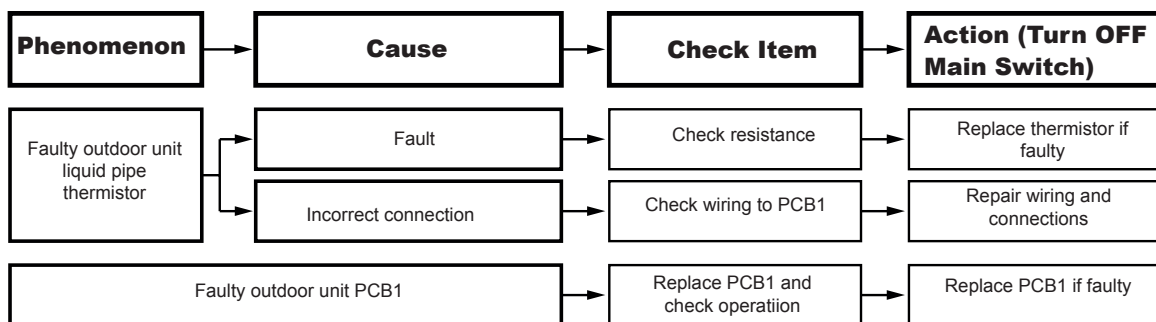 Phenomenon
Cause
Check Item
Action (Turn OFF
Main Switch)
Faulty outdoor unit
liquid pipe
thermistor
Fault
Check resistance
Replace thermistor if
faulty
Incorrect connection
Check wiring to PCB1
Repair wiring and
connections
Faulty outdoor unit PCB1
Replace PCB1 and
check operatiion
Replace PCB1 if faulty